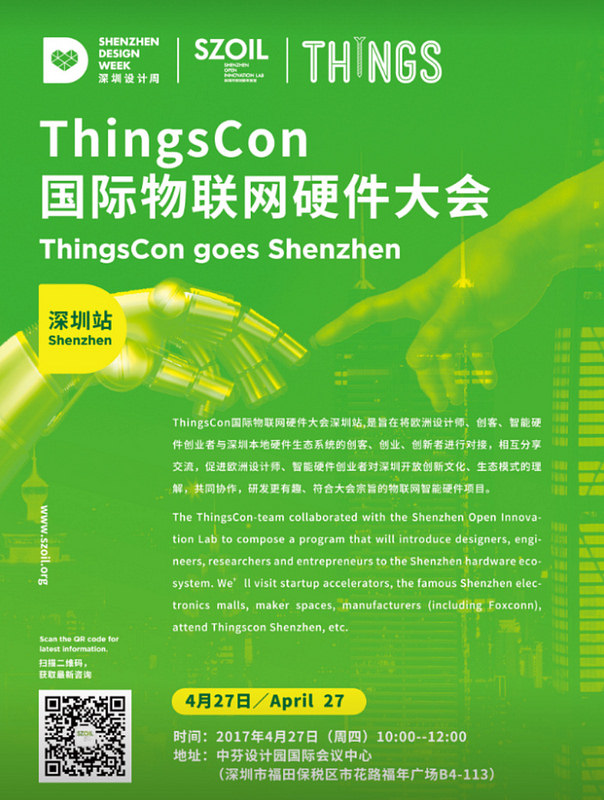 SHENZHEN
DESIGN
WEEK
深圳设计周
SZOIL
SHENZHEN
OPEN
INNOVATION LAB
THINGS
ThingsCon
国际物联网硬件大会
ThingsCon goes Shenzhen
深圳站
Shenzhen
ThingsCon国际物联网硬件大会深圳站,是旨在将欧洲设计师、创客、智能硬
件创业者与深圳本地硬件生态系统的创客、创业、创新者进行对接，相互分享
交流，促进欧洲设计师、智能硬件创业者对深圳开放创新文化、生态模式的理
解，共同协作，研发更有趣、符合大会宗旨的物联网智能硬件项目。
The ThingsCon-team collaborated with the Shenzhen Open Innova-
tion Lab to compose a program that will introduce designers, engi-
neers, researchers and entrepreneurs to the Shenzhen hardware eco-
system. We'll visit startup accelerators, the famous Shenzhen elec-
tronics malls, maker spaces, manufacturers (including Foxconn),
attend Thingscon Shenzhen, etc.
www.szoil.org
Scan the QR code for
latest information.
扫描二维码，
获取最新咨询
SZOIL
4月27日／April 27
时间：2017年4月27日（周四）10:00--12:00
地址：中芬设计园国际会议中心
（深圳市福田保税区市花路福年广场B4-113）